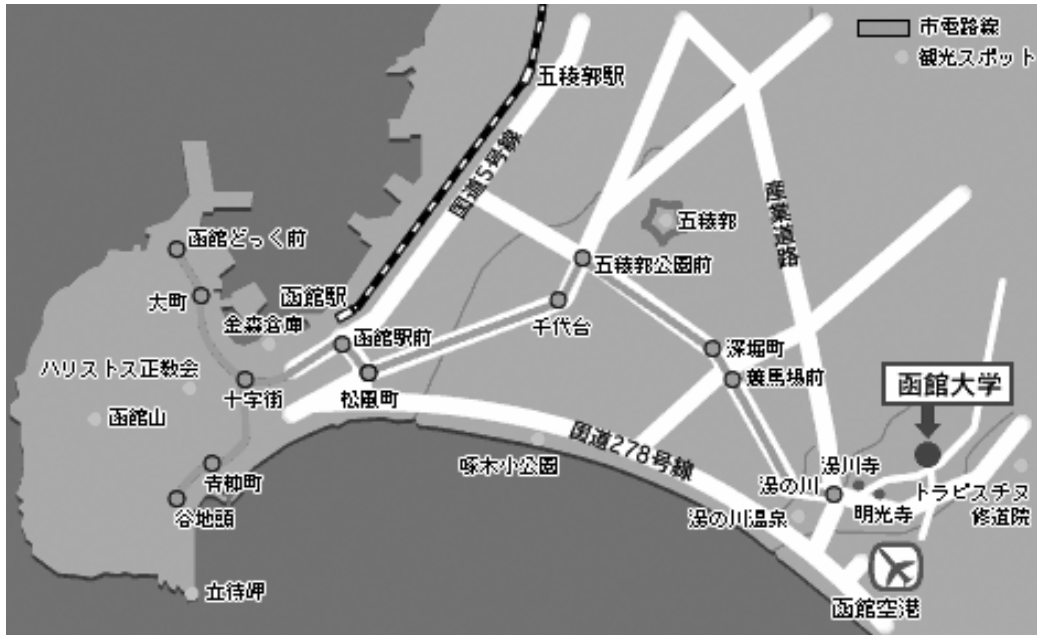 市電路線
観光スポット
五稜郭駅
国道5号線
産業道路
五稜郭
函館どっく前
五稜郭公園前
大町
函館駅
金森倉庫
函館駅前
千代台
深堀町
ハリストス正教会
十字街
松風町
競馬場前
函館大学
函館山
国道278号線
啄木小公園
湯川寺
青柳町
湯の川
トラピスチヌ
修道院
谷地頭
湯の川温泉
明光寺
立待岬
函館空港